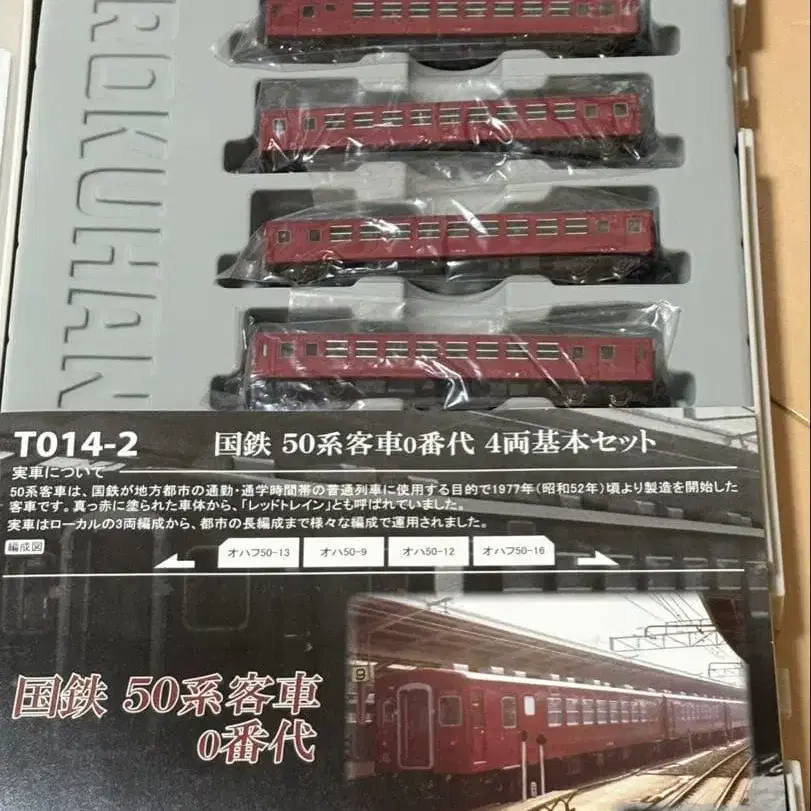 ROKUHAN
T014-2 国鉄 50系客車0番代 4両基本セット
実車について
50系客車は、国鉄が地方都市の通勤・通学時間帯の普通列車に使用する目的で1977年(昭和52年)頃より製造を開始した
客車です。真っ赤に塗られた車体から、「レッドトレイン」とも呼ばれていました。
実車はローカルの3両編成から、都市の長編成まで様々な編成で運用されました。
編成図
オハフ50-13 オハ50-9 オハ50-12 オハフ50-16
国鉄 50系客車
0番代
9